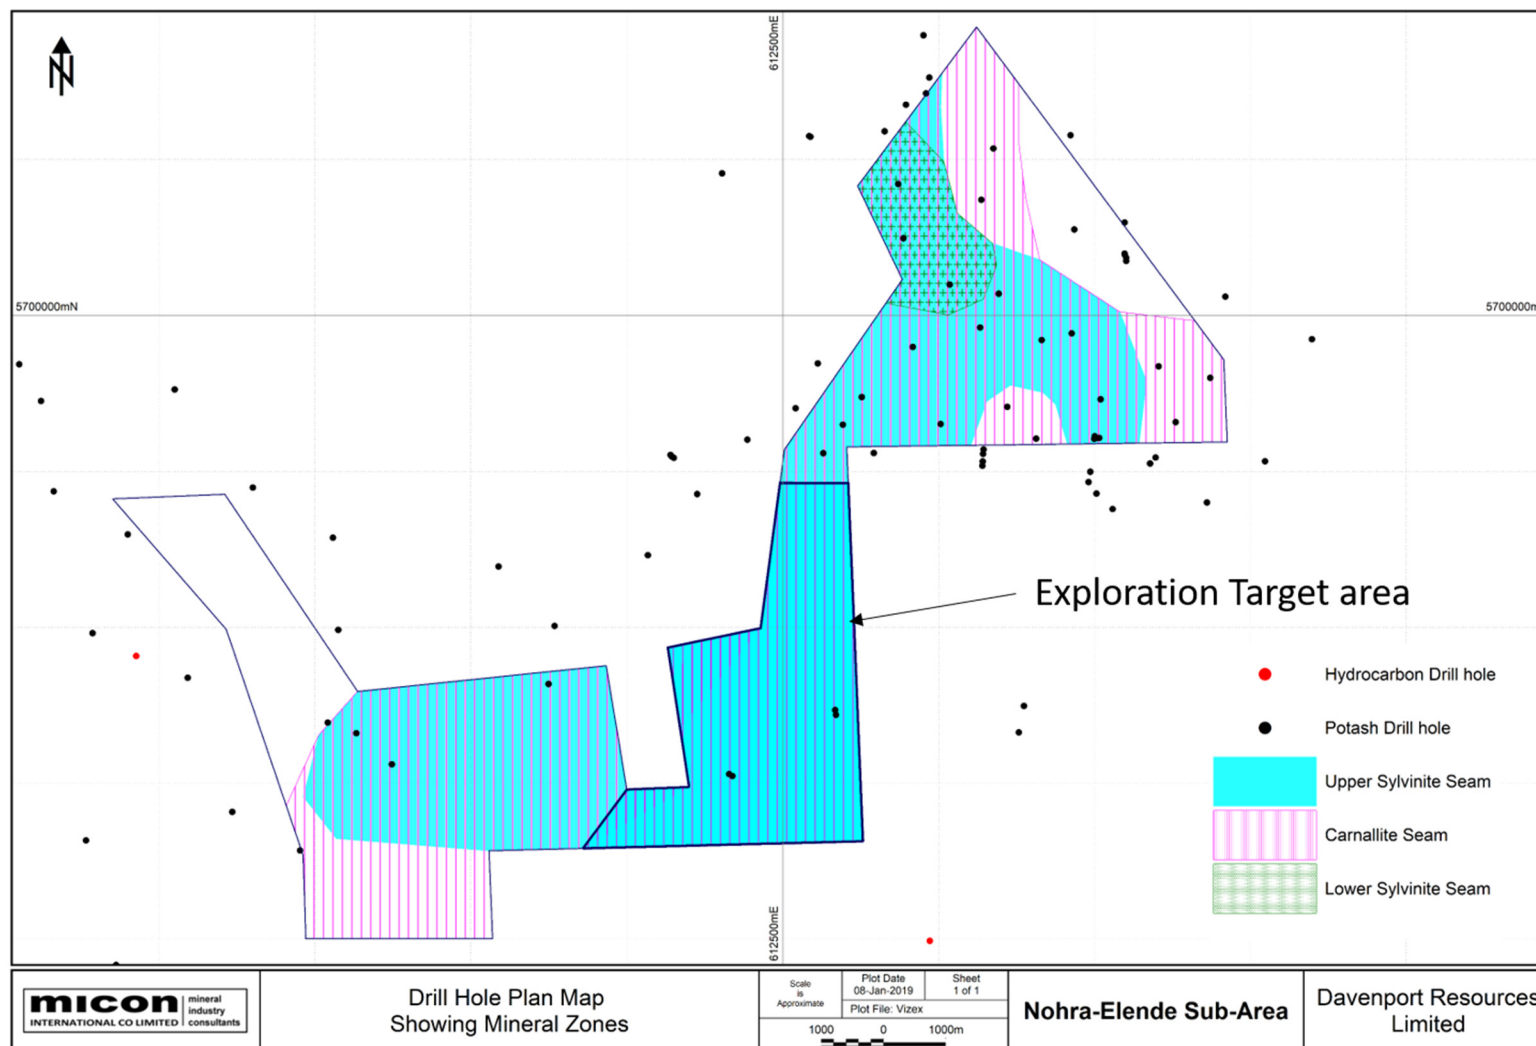 N
612500mE
5700000mN
5700000m
Exploration Target area
Hydrocarbon Drill hole
Potash Drill hole
Upper Sylvinite Seam
Carnallite Seam
Lower Sylvinite Seam
612500mE
micon
INTERNATIONAL CO LIMITED
mineral
industry
consultants
Drill Hole Plan Map
Showing Mineral Zones
Scale
is
Approximate
Plot Date
08-Jan-2019
Sheet
1 of 1
Plot File: Vizex
1000 0 1000m
Nohra-Elende Sub-Area
Davenport Resources
Limited